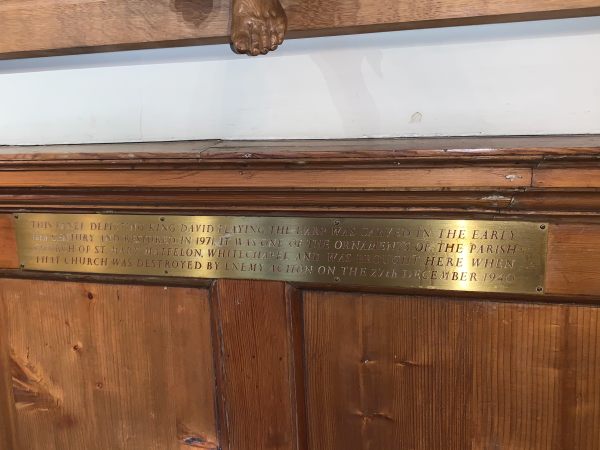 THIS PANEL DEPICTING KING DAVID PLAYING THE HARP WAS CARVED IN THE EARLY
CENTURY AND RESTORED IN 1971. IT WAS ONE OF THE ORNAMENTS OF THE PARISH
CHURCH OF ST. MARY MATFELON, WHITECHAPEL AND WAS BROUGHT HERE WHEN
THAT CHURCH WAS DESTROYED BY ENEMY ACTION ON THE DECEMBER 1940